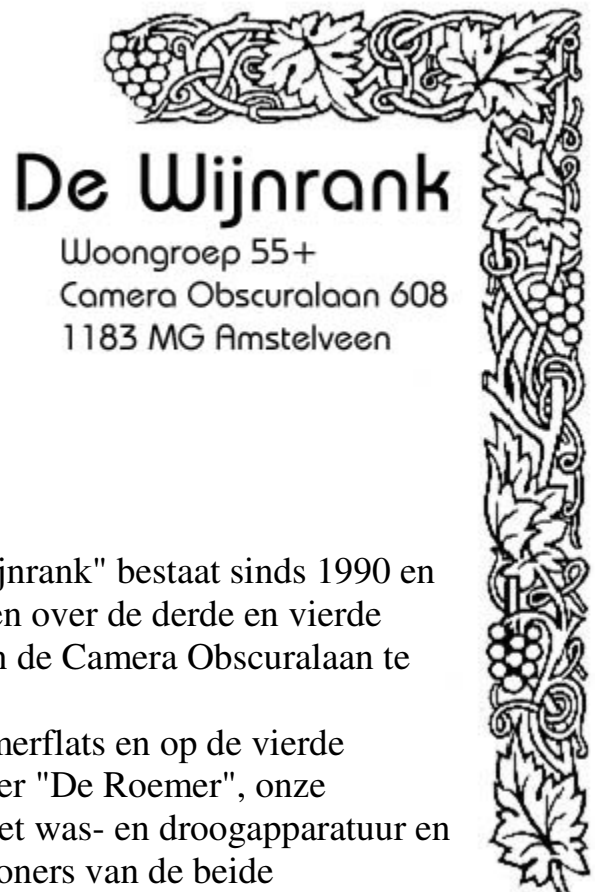 De Wijnrank
Woongroep 55+
Camera Obscuralaan 608
1183 MG Amstelveen
jnrank" bestaat sinds 1990 en
en over de derde en vierde
n de Camera Obscuralaan te
merflats en op de vierde
er "De Roemer", onze
et was- en droogapparatuur en
oners van de beide